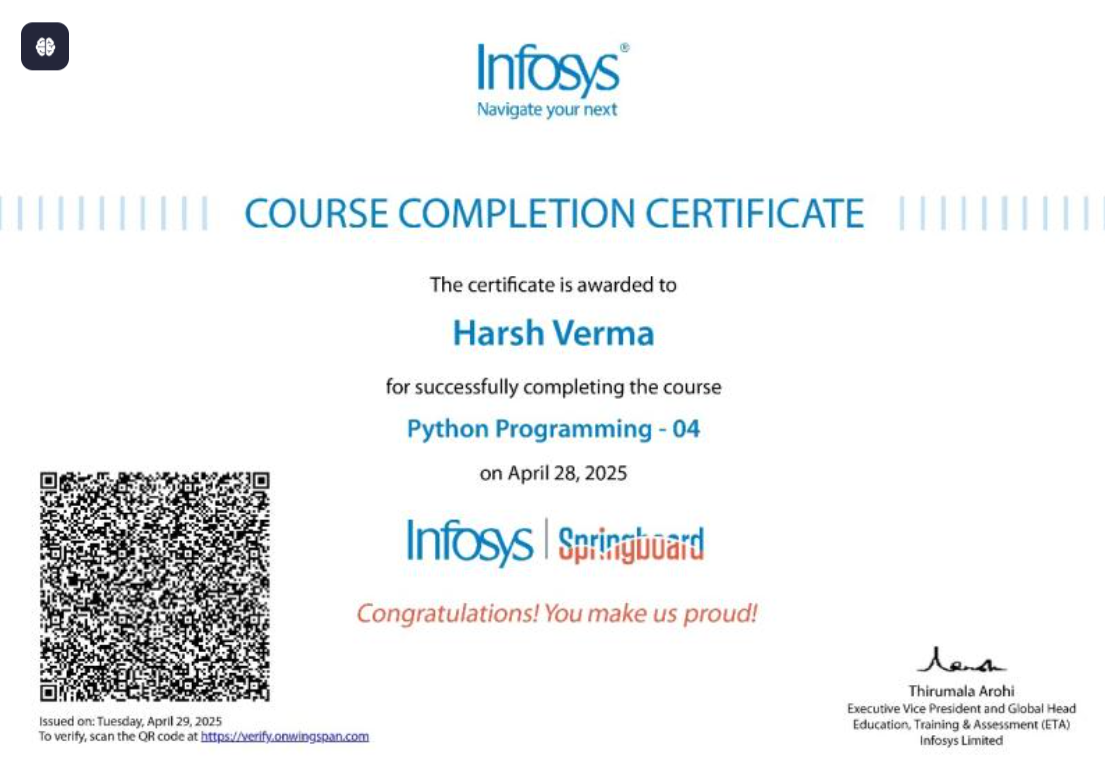 Infosys®
Navigate your next
COURSE COMPLETION CERTIFICATE
The certificate is awarded to
Harsh Verma
for successfully completing the course
Python Programming - 04
on April 28, 2025
Infosys | Springboard
Congratulations! You make us proud!
Issued on: Tuesday, April 29, 2025
To verify, scan the QR code at https://verify.onwingspan.com
Thirumala Arohi
Executive Vice President and Global Head
Education, Training & Assessment (ETA)
Infosys Limited